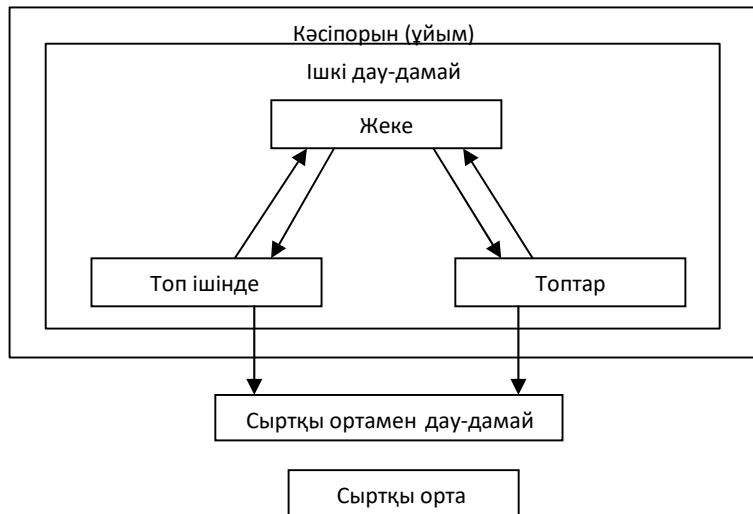 Кәсіпорын (ұйым)
Ішкі дау-дамай
Жеке
Топ ішінде
Топтар
Сыртқы ортамен дау-дамай
Сыртқы орта